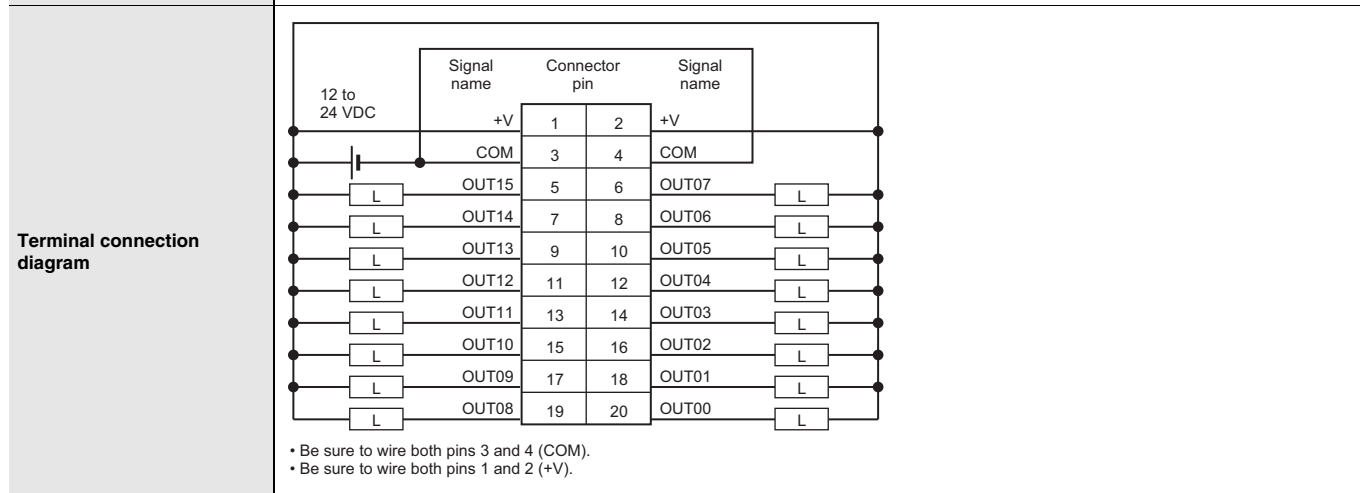 Terminal connection
diagram
Signal name Connector pin Signal name
12 to
24 VDC
+V 1 2 +V
COM 3 4 COM
L OUT15 5 6 OUT07 L
L OUT14 7 8 OUT06 L
L OUT13 9 10 OUT05 L
L OUT12 11 12 OUT04 L
L OUT11 13 14 OUT03 L
L OUT10 15 16 OUT02 L
L OUT09 17 18 OUT01 L
L OUT08 19 20 OUT00 L
• Be sure to wire both pins 3 and 4 (COM).
• Be sure to wire both pins 1 and 2 (+V).